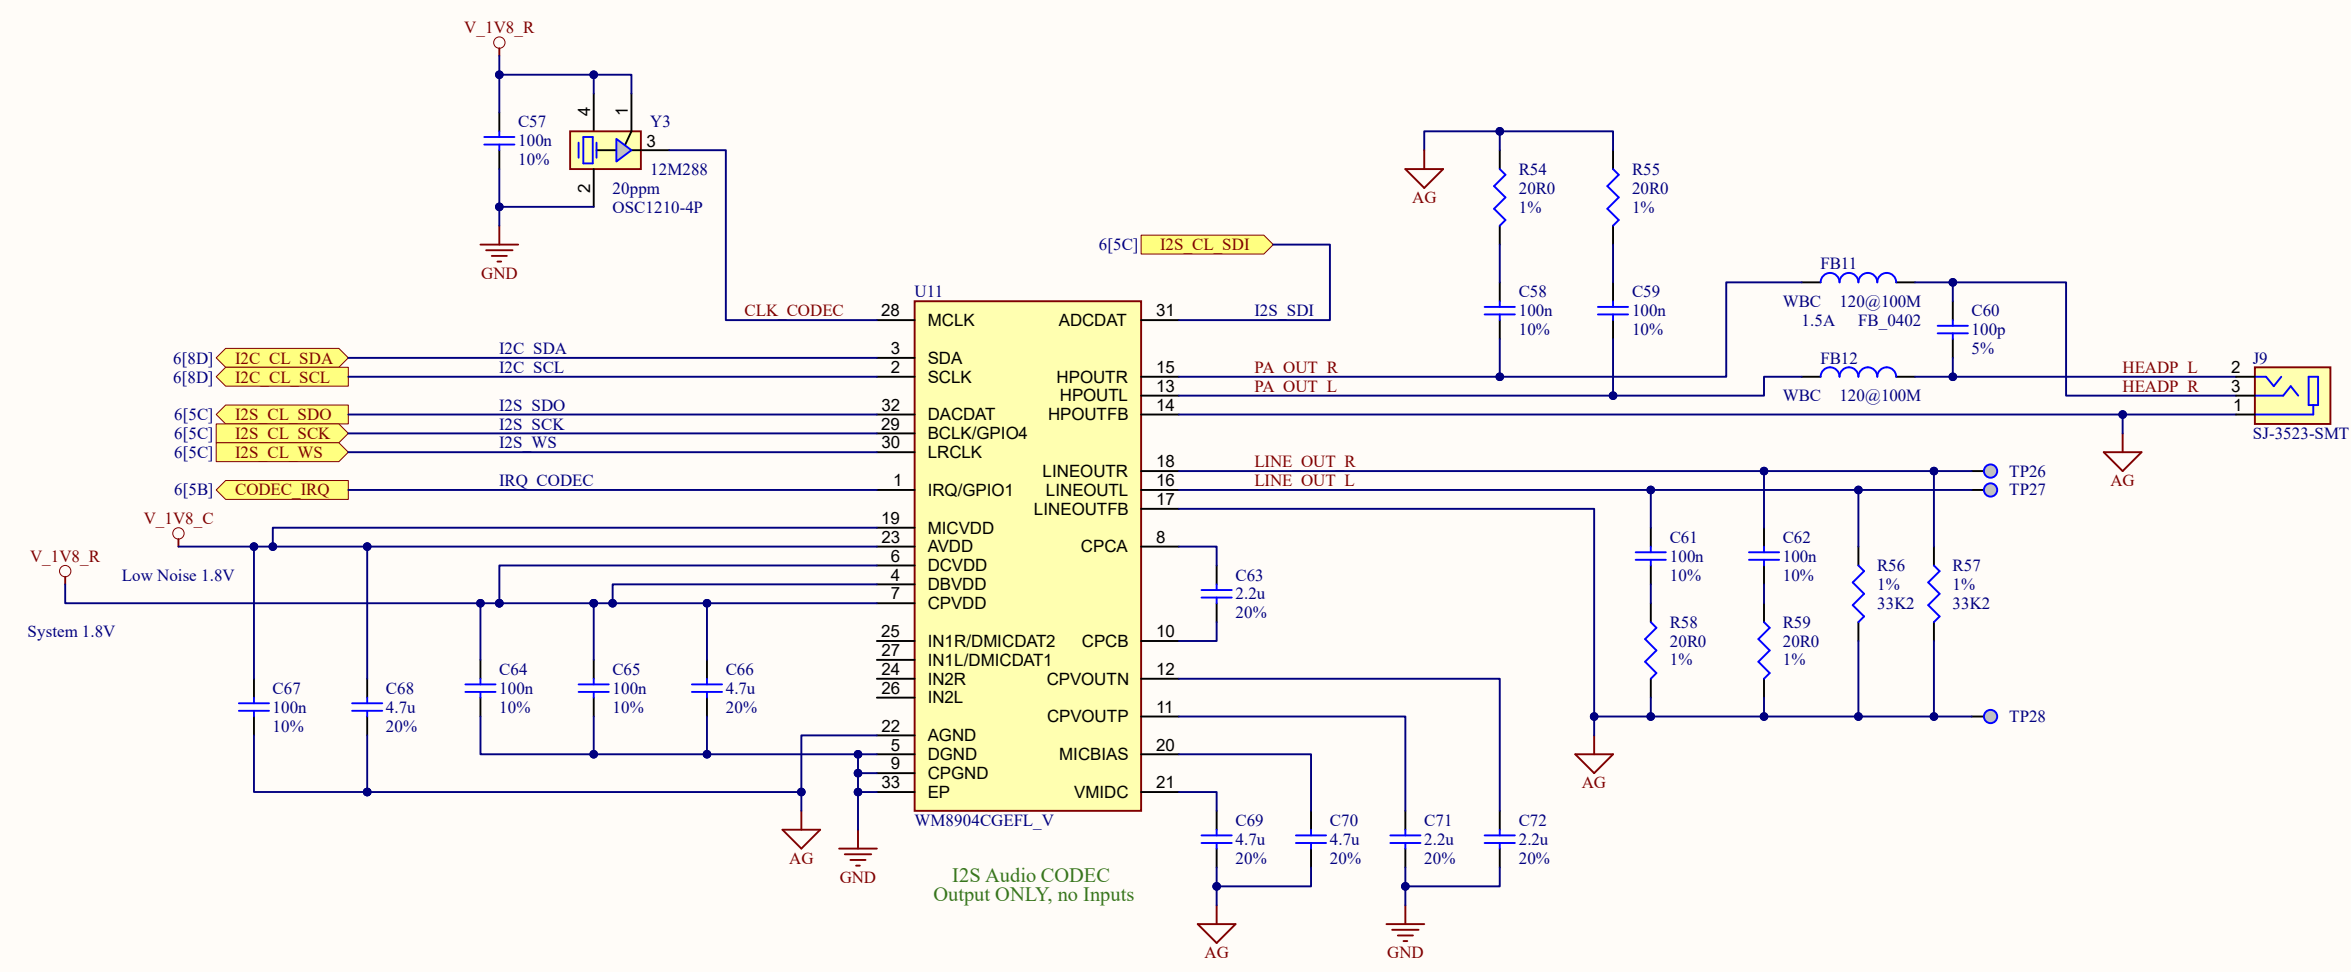 V_1V8_R
C57
100n
10%
4
1
Y3
3
12M288
2
20ppm
OSC1210-4P
GND
R54
20R0
1%
R55
20R0
1%
AG
6[5C]
I2S_CL_SDI
C58
100n
10%
C59
100n
10%
FB11
WBC
120@100M
1.5A
FB_0402
C60
100p
5%
FB12
WBC
120@100M
U11
CLK_CODEC
28
MCLK
ADCDAT
31
I2S_SDI
6[8D]
I2C_CL_SDA
I2C_SDA
3
SDA
6[8D]
I2C_CL_SCL
I2C_SCL
2
SCLK
HPOUTR
15
PA_OUT_R
HPOUTL
13
PA_OUT_L
HPOUTFB
14
HEADP_L
2
HEADP_R
3
1
J9
SJ-3523-SMT
AG
6[5C]
I2S_CL_SDO
I2S_SDO
32
DACDAT
6[5C]
I2S_CL_SCK
I2S_SCK
29
BCLK/GPIO4
6[5C]
I2S_CL_WS
I2S_WS
30
LRCLK
6[5B]
CODEC_IRQ
IRQ_CODEC
1
IRQ/GPIO1
LINEOUTR
18
LINE_OUT_R
TP26
LINEOUTL
16
LINE_OUT_L
TP27
LINEOUTFB
17
V_1V8_C
19
MICVDD
23
AVDD
CPCA
8
V_1V8_R
Low Noise 1.8V
6
DCVDD
4
DBVDD
7
CPVDD
System 1.8V
C63
2.2u
20%
C61
100n
10%
C62
100n
10%
R56
1%
33K2
R57
1%
33K2
R58
20R0
1%
R59
20R0
1%
25
IN1R/DMICDAT2
CPCB
10
27
IN1L/DMICDAT1
24
IN2R
CPVOUTN
12
26
IN2L
C67
100n
10%
C68
4.7u
20%
C64
100n
10%
C65
100n
10%
C66
4.7u
20%
CPVOUTP
11
TP28
AG
22
AGND
5
DGND
MICBIAS
20
9
CPGND
33
EP
VMIDC
21
AG
GND
WM8904CGEFL_V
C69
4.7u
20%
C70
4.7u
20%
C71
2.2u
20%
C72
2.2u
20%
I2S Audio CODEC
Output ONLY, no Inputs
AG
GND